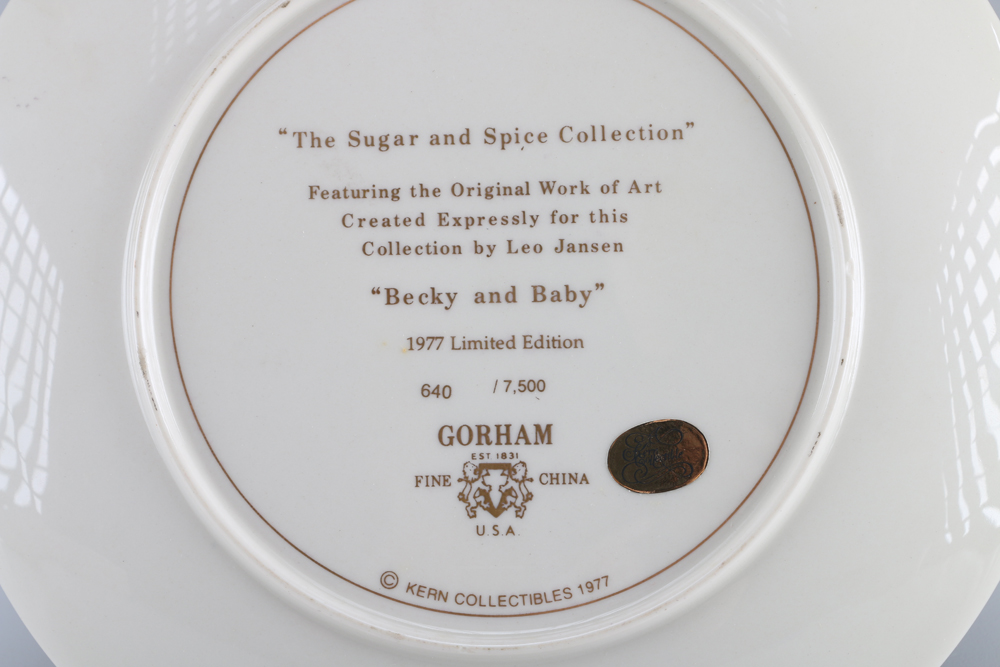 “The Sugar and Spice Collection”
Featuring the Original Work of Art
Created Expressly for this
Collection by Leo Jansen
“Becky and Baby”
1977 Limited Edition
640 / 7,500
GORHAM
EST 1831
FINE CHINA
U.S.A.
© KERN COLLECTIBLES 1977